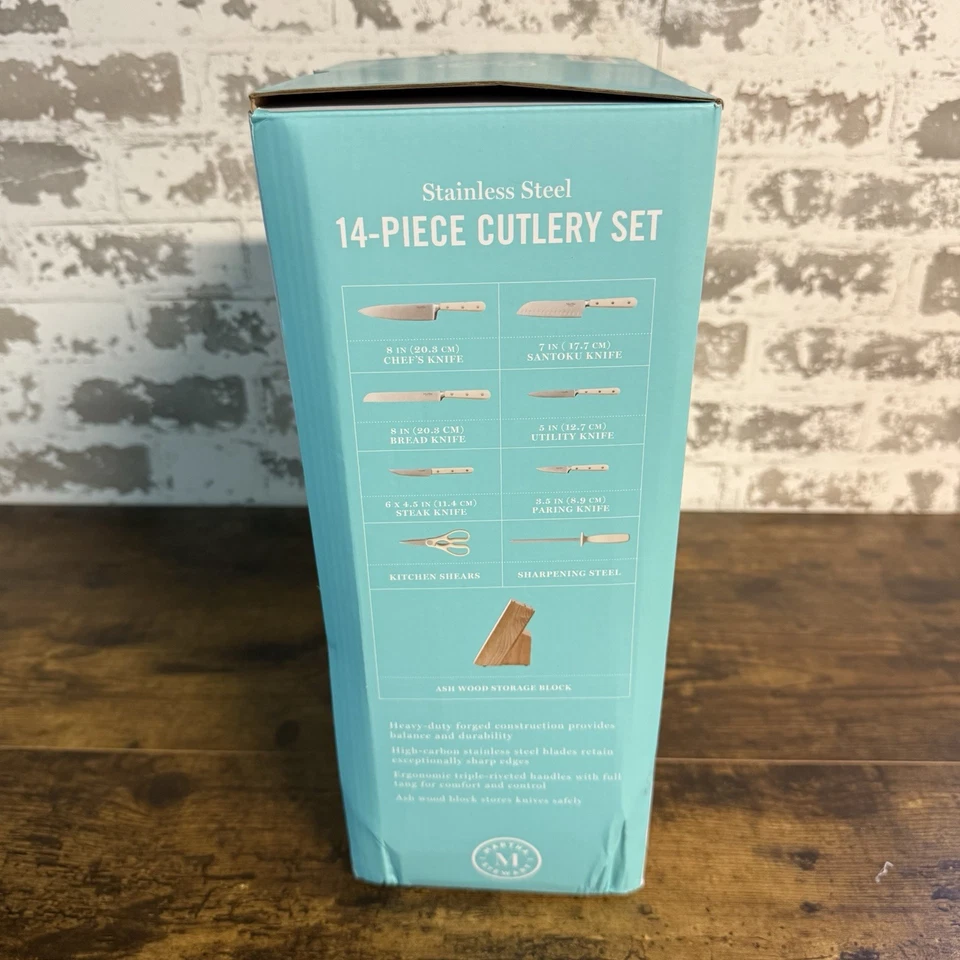 Stainless Steel
14-PIECE CUTLERY SET
8 IN (20.3 CM)
CHEF'S KNIFE
7 IN ( 17.7 CM)
SANTOKU KNIFE
8 IN (20.3 CM)
BREAD KNIFE
5 IN (12.7 CM)
UTILITY KNIFE
6 X 4.5 IN (11.4 CM)
STEAK KNIFE
3.5 IN (8.9 CM)
PARING KNIFE
KITCHEN SHEARS
SHARPENING STEEL
ASH WOOD STORAGE BLOCK
Heavy-duty forged construction provides
balance and durability
High-carbon stainless steel blades retain
exceptionally sharp edges
Ergonomic triple-riveted handles with full
tang for comfort and control
Ash wood block stores knives safely
MARTHA
M
STEWART